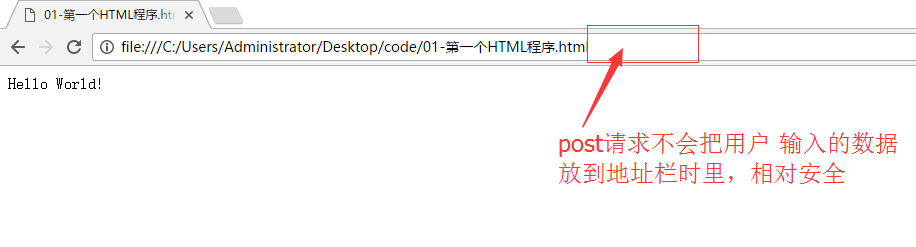 01-第一个HTML程序.htm
file:///C:/Users/Administrator/Desktop/code/01-第一个HTML程序.html
Hello World!
post请求不会把用户 输入的数据
放到地址栏时里，相对安全